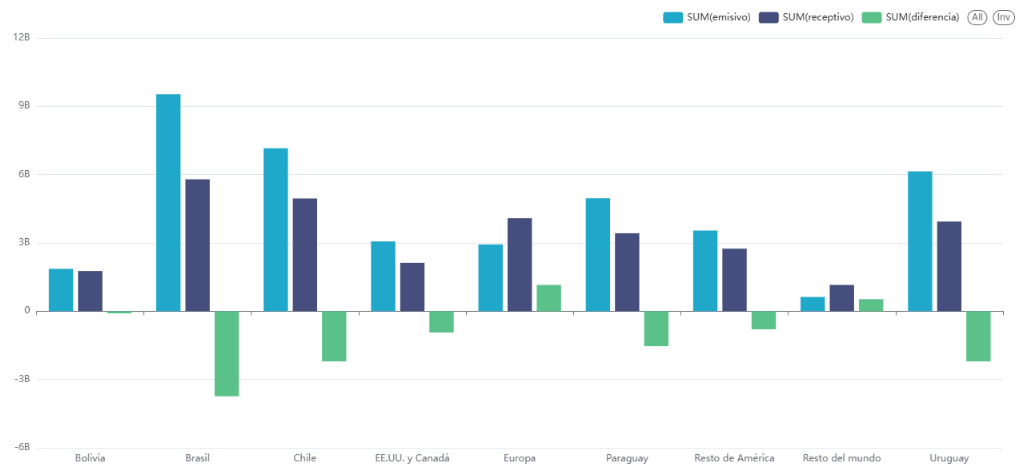 SUM(emisivo) SUM(receptivo) SUM(diferencia) All Inv
12B
9B
6B
3B
0
-3B
-6B
Bolivia Brasil Chile EE.UU. y Canadá Europa Paraguay Resto de América Resto del mundo Uruguay